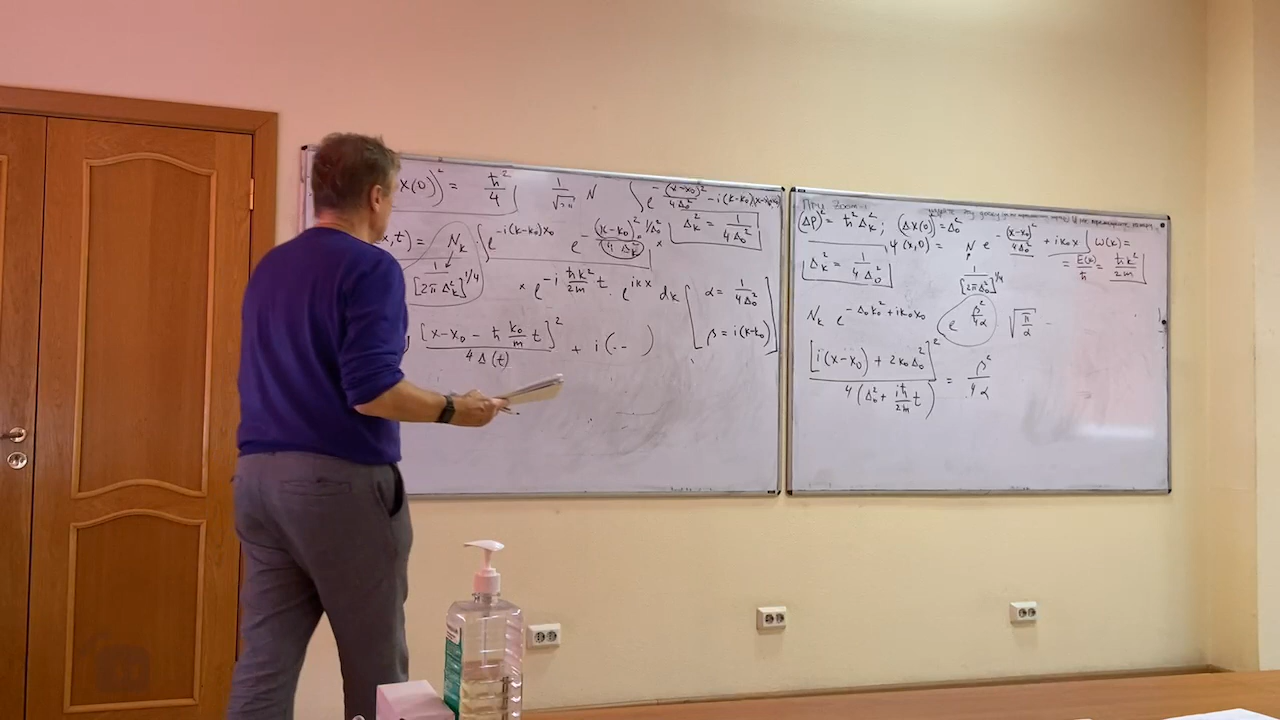 x(0))² = ħ²/4
1/√2π N ∫e^{-(x-x₀)²/4Δ₀² - i(k-k₀)(x-x₀)}
x,t) = N_k ∫e^{-i(k-k₀)x₀} e^{-(k-k₀)²/4Δ_k²} × Δ_k² = 1/4Δ₀²
1/[2πΔ_k²]^{1/4}
× e^{-i ħk²/2m t} · e^{ikx} dk
α = 1/4Δ₀²
β = i(k-k₀)
[x-x₀ - ħ k₀/m t]²/4Δ(t) + i(.. )
При Zoom-
(Δp)² = ħ²Δ_k² ; (Δx(0))² = Δ₀²
Δ_k² = 1/4Δ₀²
ψ(x,0) = N e^{-(x-x₀)²/4Δ₀² + ik₀x}
1/[2πΔ₀²]^{1/4}
ω(k) =
= E(k)/ħ = ħk²/2m
N_k e^{-Δ₀k₀² + ik₀x₀} e^{β²/4α} √π/α
[i(x-x₀) + 2k₀Δ₀²]²/4(Δ₀² + iħ/2m t) = β²/4α